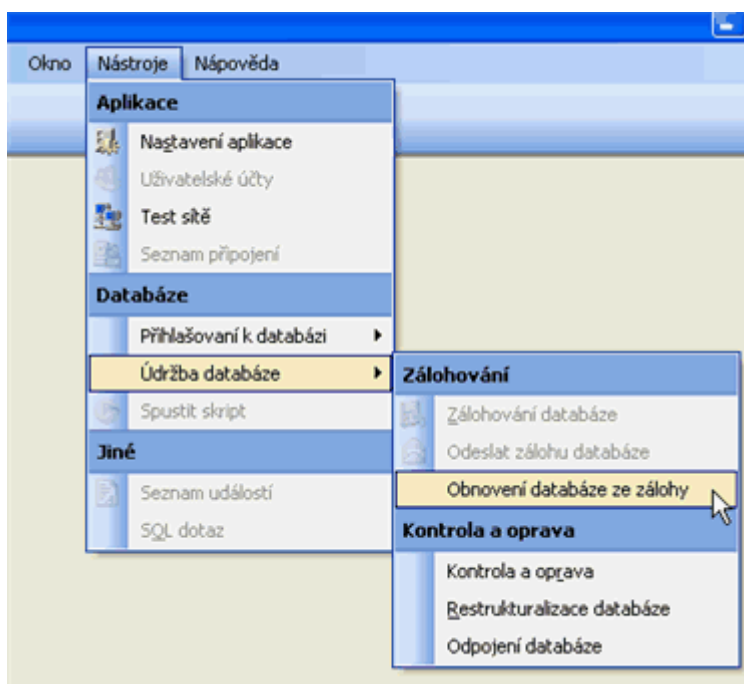 Okno Nástroje Nápověda
Aplikace
Nastavení aplikace
Uživatelské účty
Test sítě
Seznam připojení
Databáze
Přihlašovaní k databázi
Údržba databáze
Spustit skript
Jiné
Seznam událostí
SQL dotaz
Zálohování
Zálohování databáze
Odeslat zálohu databáze
Obnovení databáze ze zálohy
Kontrola a oprava
Kontrola a oprava
Restrukturalizace databáze
Odpojení databáze